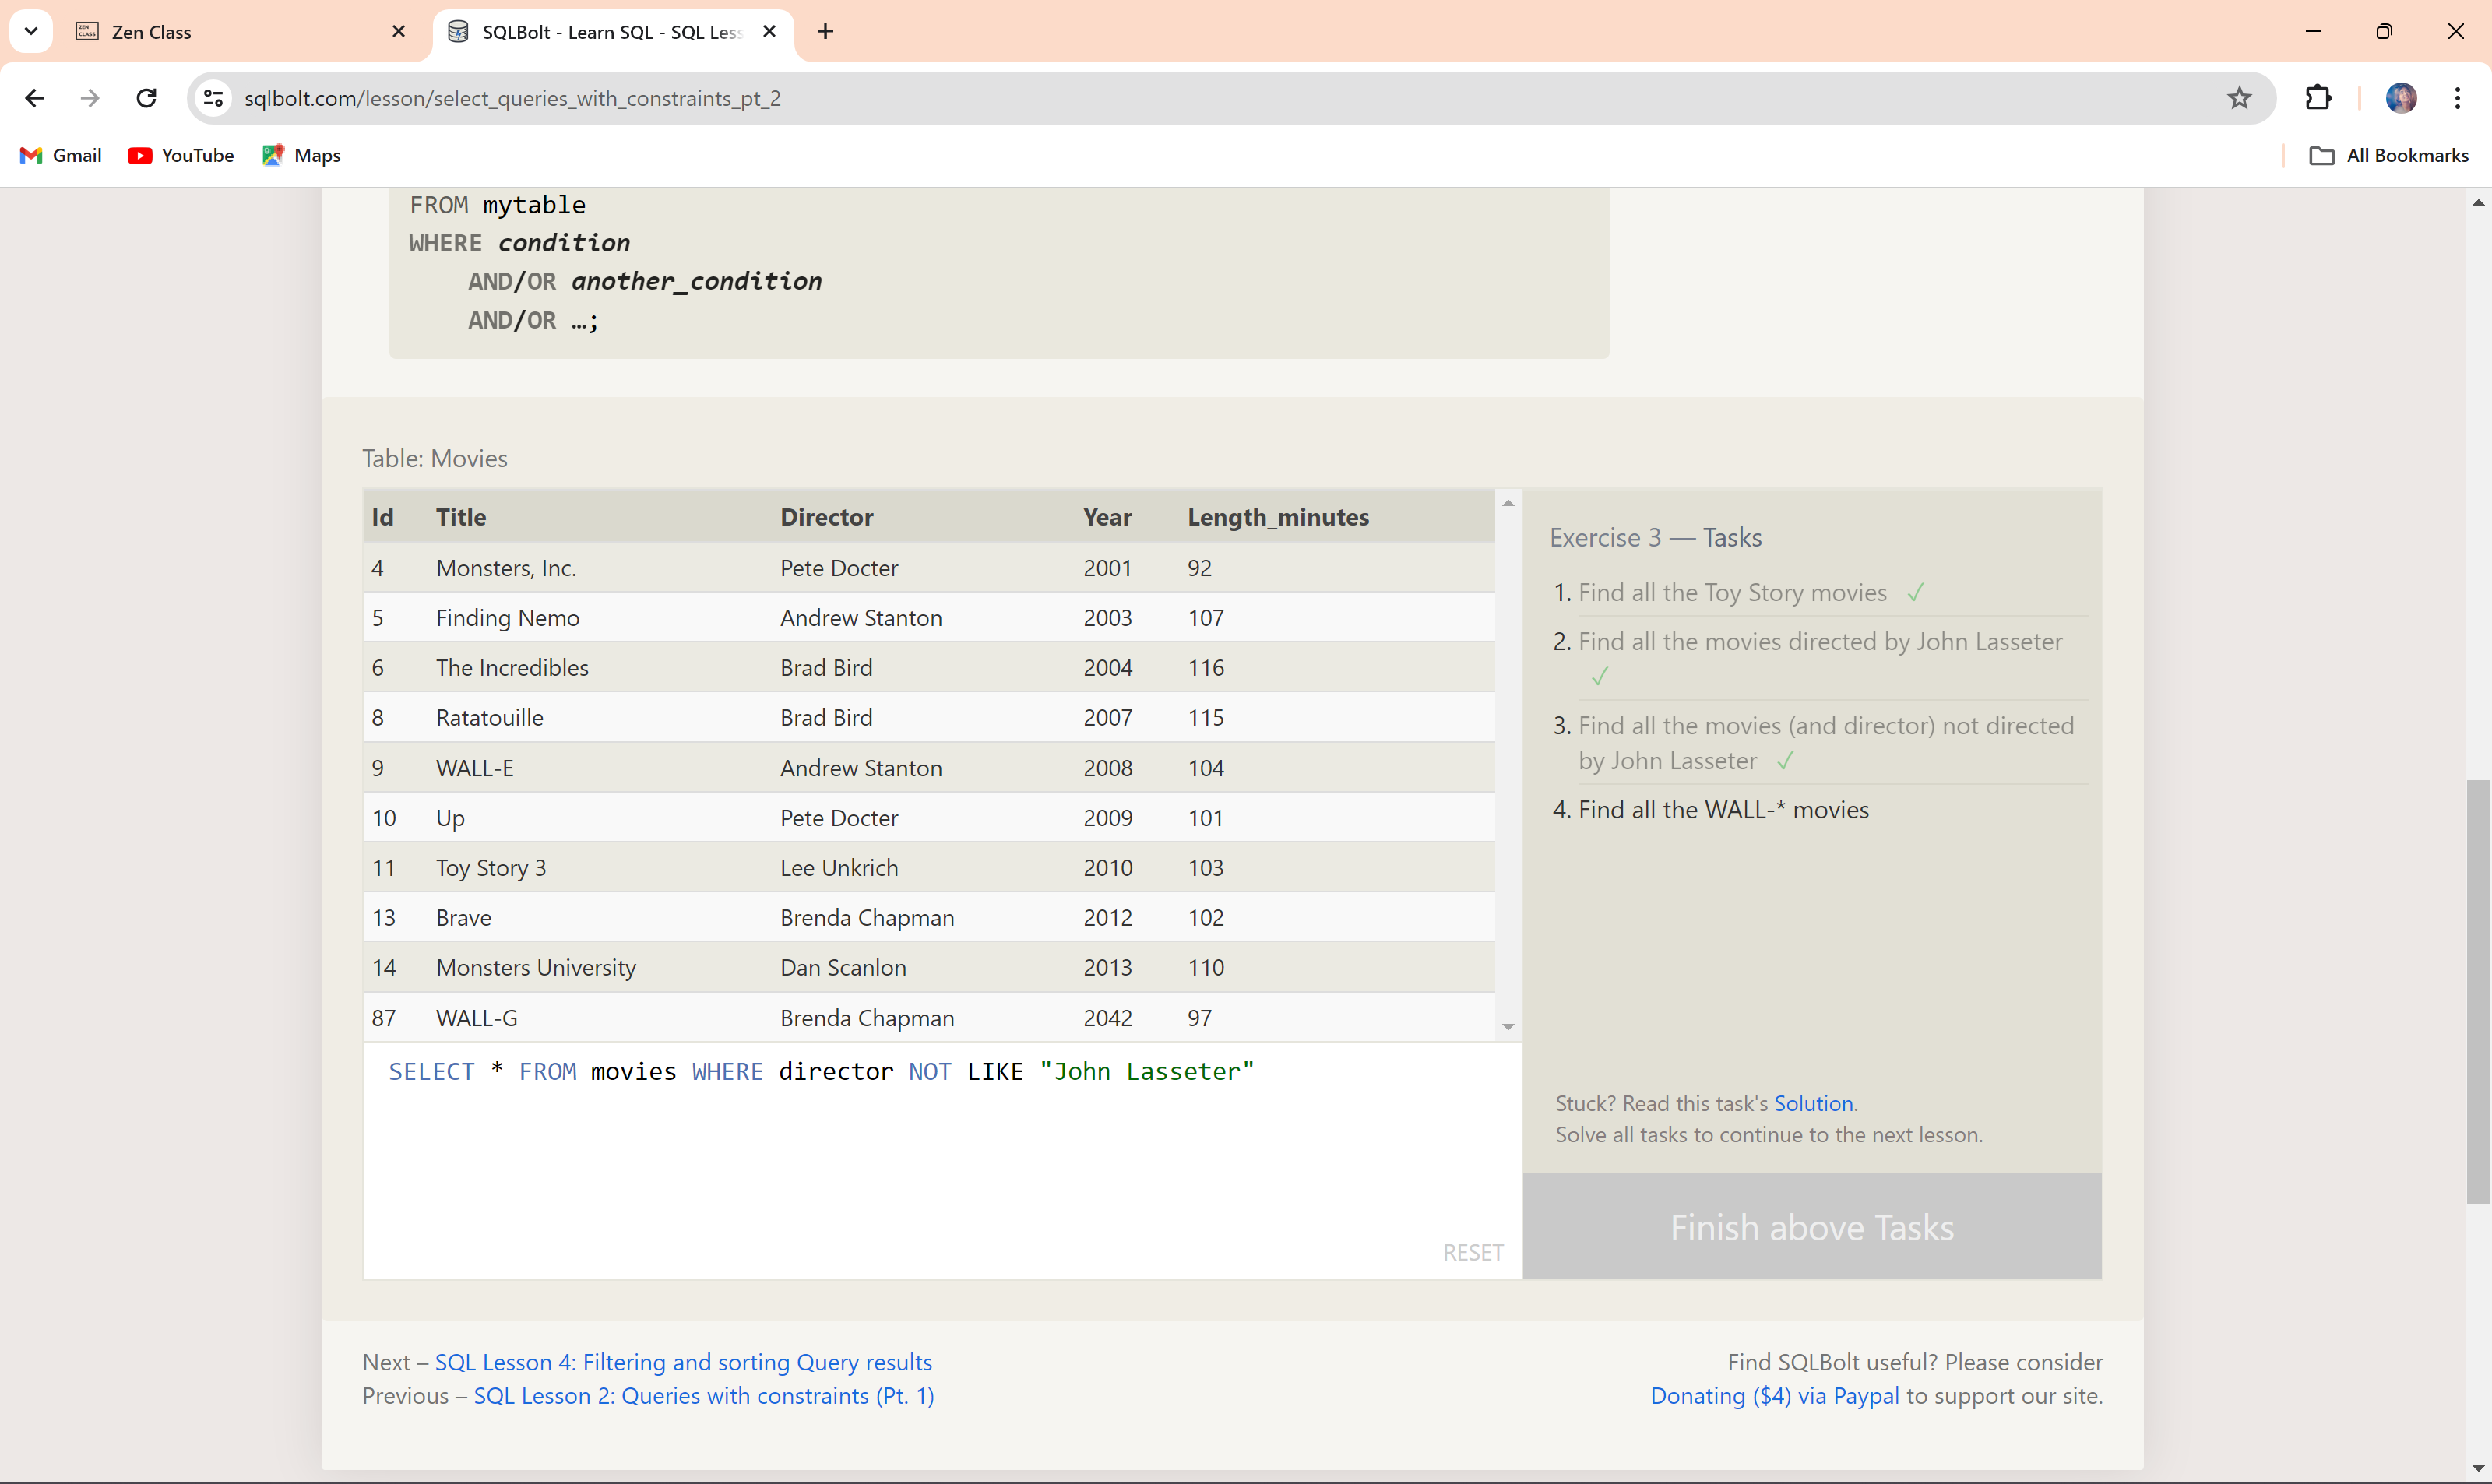 Zen Class
SQLBolt - Learn SQL - SQL Les
sqlbolt.com/lesson/select_queries_with_constraints_pt_2
Gmail
YouTube
Maps
All Bookmarks
FROM mytable
WHERE condition
AND/OR another_condition
AND/OR …;
Table: Movies
Id Title Director Year Length_minutes
4 Monsters, Inc. Pete Docter 2001 92
5 Finding Nemo Andrew Stanton 2003 107
6 The Incredibles Brad Bird 2004 116
8 Ratatouille Brad Bird 2007 115
9 WALL-E Andrew Stanton 2008 104
10 Up Pete Docter 2009 101
11 Toy Story 3 Lee Unkrich 2010 103
13 Brave Brenda Chapman 2012 102
14 Monsters University Dan Scanlon 2013 110
87 WALL-G Brenda Chapman 2042 97
SELECT * FROM movies WHERE director NOT LIKE "John Lasseter"
RESET
Exercise 3 — Tasks
1. Find all the Toy Story movies ✓
2. Find all the movies directed by John Lasseter
✓
3. Find all the movies (and director) not directed
by John Lasseter ✓
4. Find all the WALL-* movies
Stuck? Read this task's Solution.
Solve all tasks to continue to the next lesson.
Finish above Tasks
Next – SQL Lesson 4: Filtering and sorting Query results
Previous – SQL Lesson 2: Queries with constraints (Pt. 1)
Find SQLBolt useful? Please consider
Donating ($4) via Paypal to support our site.